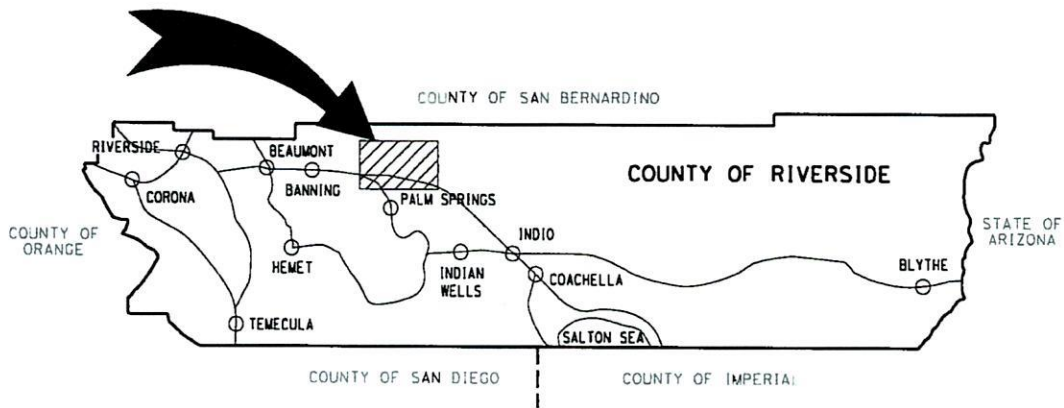 COUNTY OF SAN BERNARDINO
RIVERSIDE
BEAUMONT
BANNING
COUNTY OF RIVERSIDE
CORONA
PALM SPRINGS
COUNTY OF
ORANGE
STATE OF
ARIZONA
INDIO
HEMET
INDIAN
WELLS
COACHELLA
BLYTHE
TEMECULA
SALTON SEA
COUNTY OF SAN DIEGO
COUNTY OF IMPERIAL